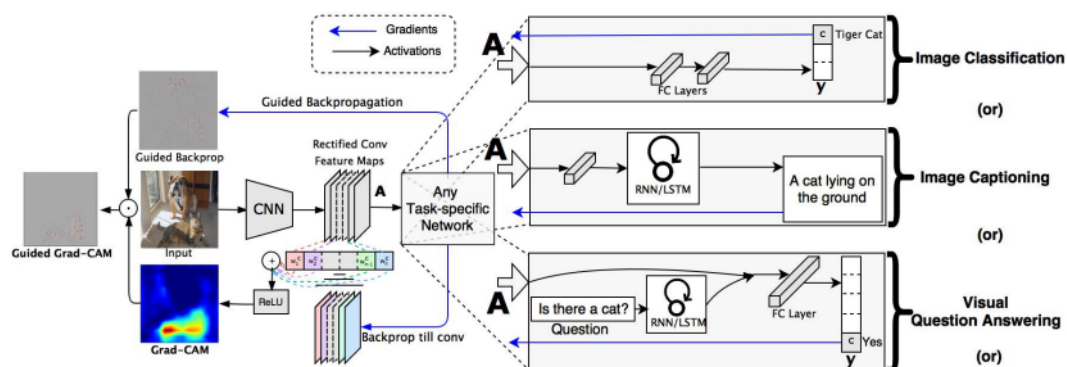 Gradients
Activations
Guided Backpropagation
Guided Backprop
Rectified Conv
Feature Maps
A
CNN
Input
Any
Task-specific
Network
Guided Grad-CAM
+
ReLU
Grad-CAM
Backprop till conv
A
c
Tiger Cat
FC Layers
y
Image Classification
(or)
A
RNN/LSTM
A cat lying on
the ground
Image Captioning
(or)
A
Is there a cat?
Question
RNN/LSTM
FC Layer
c
Yes
y
Visual
Question Answering
(or)